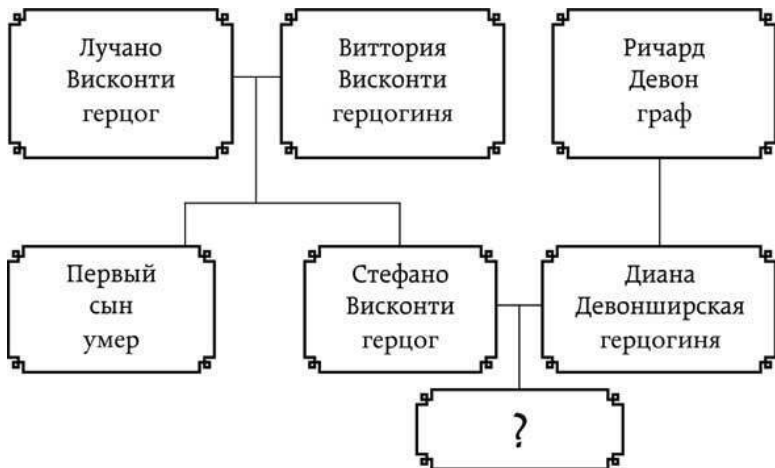 Лучано
Висконти
герцог
Виттория
Висконти
герцогиня
Ричард
Девон
граф
Первый
сын
умер
Стефано
Висконти
герцог
Диана
Девонширская
герцогиня
?